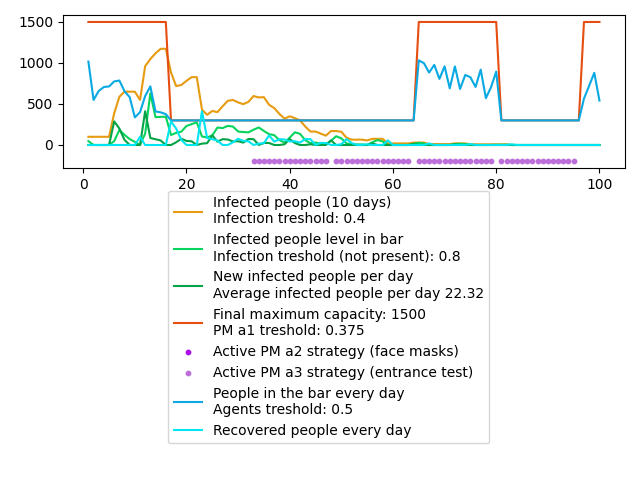 1500
1000
500
0
0
20
40
60
80
100
Infected people (10 days)
Infection treshold: 0.4
Infected people level in bar
Infection treshold (not present): 0.8
New infected people per day
Average infected people per day 22.32
Final maximum capacity: 1500
PM a1 treshold: 0.375
Active PM a2 strategy (face masks)
Active PM a3 strategy (entrance test)
People in the bar every day
Agents treshold: 0.5
Recovered people every day